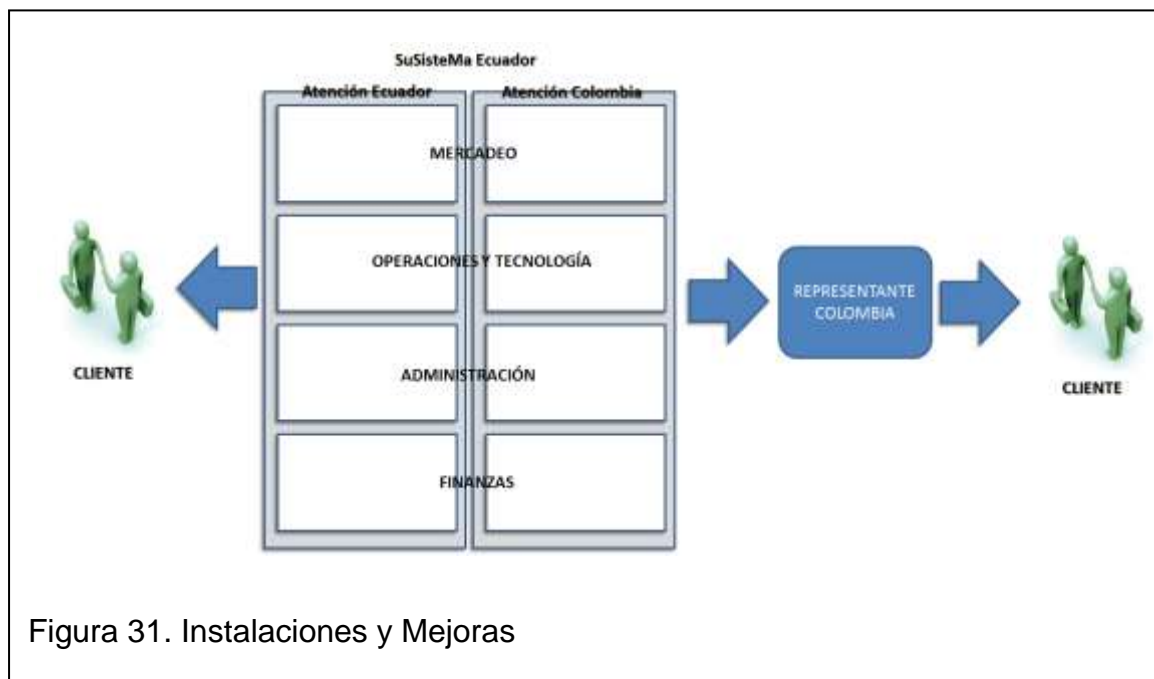 SuSisteMa Ecuador
Atención Ecuador
Atención Colombia
MERCADEO
OPERACIONES Y TECNOLOGÍA
REPRESENTANTE
COLOMBIA
CLIENTE
ADMINISTRACIÓN
CLIENTE
FINANZAS
Figura 31. Instalaciones y Mejoras